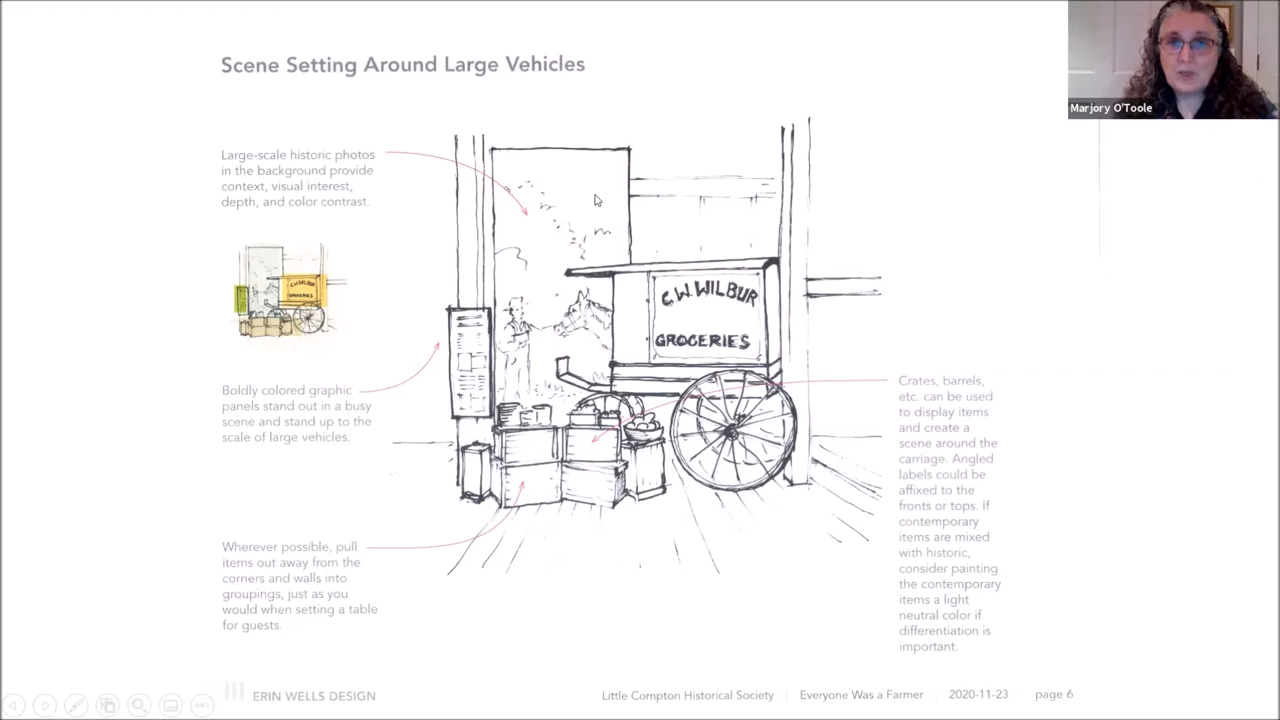 Scene Setting Around Large Vehicles
Marjory O'Toole
Large-scale historic photos
in the background provide
context, visual interest,
depth, and color contrast.
C.W. WILBUR
GROCERIES
C.W. WILBUR
GROCERIES
Boldly colored graphic
panels stand out in a busy
scene and stand up to the
scale of large vehicles.
Crates, barrels,
etc. can be used
to display items
and create a
scene around the
carriage. Angled
labels could be
affixed to the
fronts or tops. If
contemporary
items are mixed
with historic,
consider painting
the contemporary
items a light
neutral color if
differentiation is
important.
Wherever possible, pull
items out away from the
corners and walls into
groupings, just as you
would when setting a table
for guests.
ERIN WELLS DESIGN
Little Compton Historical Society | Everyone Was a Farmer | 2020-11-23 page 6